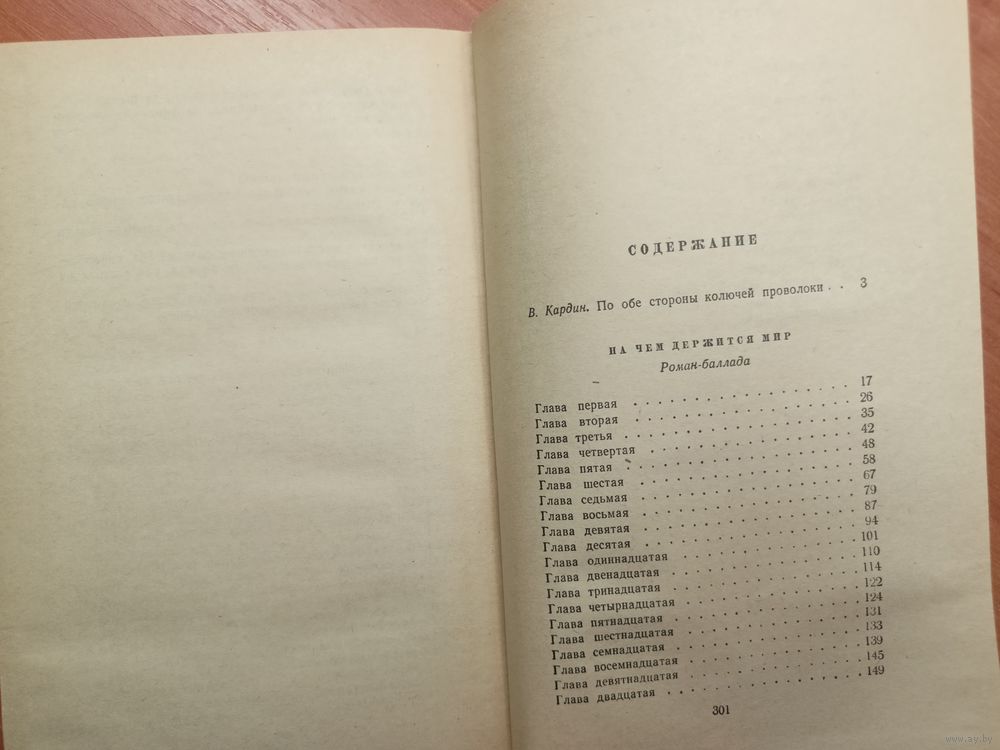 СОДЕРЖАНИЕ
В. Кардин. По обе стороны колючей проволоки . . 3
НА ЧЕМ ДЕРЖИТСЯ МИР
Роман-баллада
Глава первая . . . . . . . . . . . . . . 17
Глава вторая . . . . . . . . . . . . . . 26
Глава третья . . . . . . . . . . . . . . 35
Глава четвертая . . . . . . . . . . . . . 42
Глава пятая . . . . . . . . . . . . . . 48
Глава шестая . . . . . . . . . . . . . . 58
Глава седьмая . . . . . . . . . . . . . . 67
Глава восьмая . . . . . . . . . . . . . . 79
Глава девятая . . . . . . . . . . . . . . 87
Глава десятая . . . . . . . . . . . . . . 94
Глава одиннадцатая . . . . . . . . . . . . 101
Глава двенадцатая . . . . . . . . . . . . 110
Глава тринадцатая . . . . . . . . . . . . 114
Глава четырнадцатая . . . . . . . . . . . 122
Глава пятнадцатая . . . . . . . . . . . . 124
Глава шестнадцатая . . . . . . . . . . . . 131
Глава семнадцатая . . . . . . . . . . . . 133
Глава восемнадцатая . . . . . . . . . . . 139
Глава девятнадцатая . . . . . . . . . . . 145
Глава двадцатая . . . . . . . . . . . . . 149
301
www.ay.by